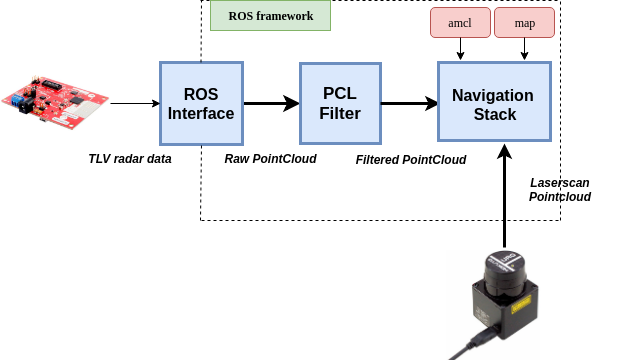 ROS framework
amcl
map
ROS
Interface
PCL
Filter
Navigation
Stack
TLV radar data
Raw PointCloud
Filtered PointCloud
Laserscan
Pointcloud